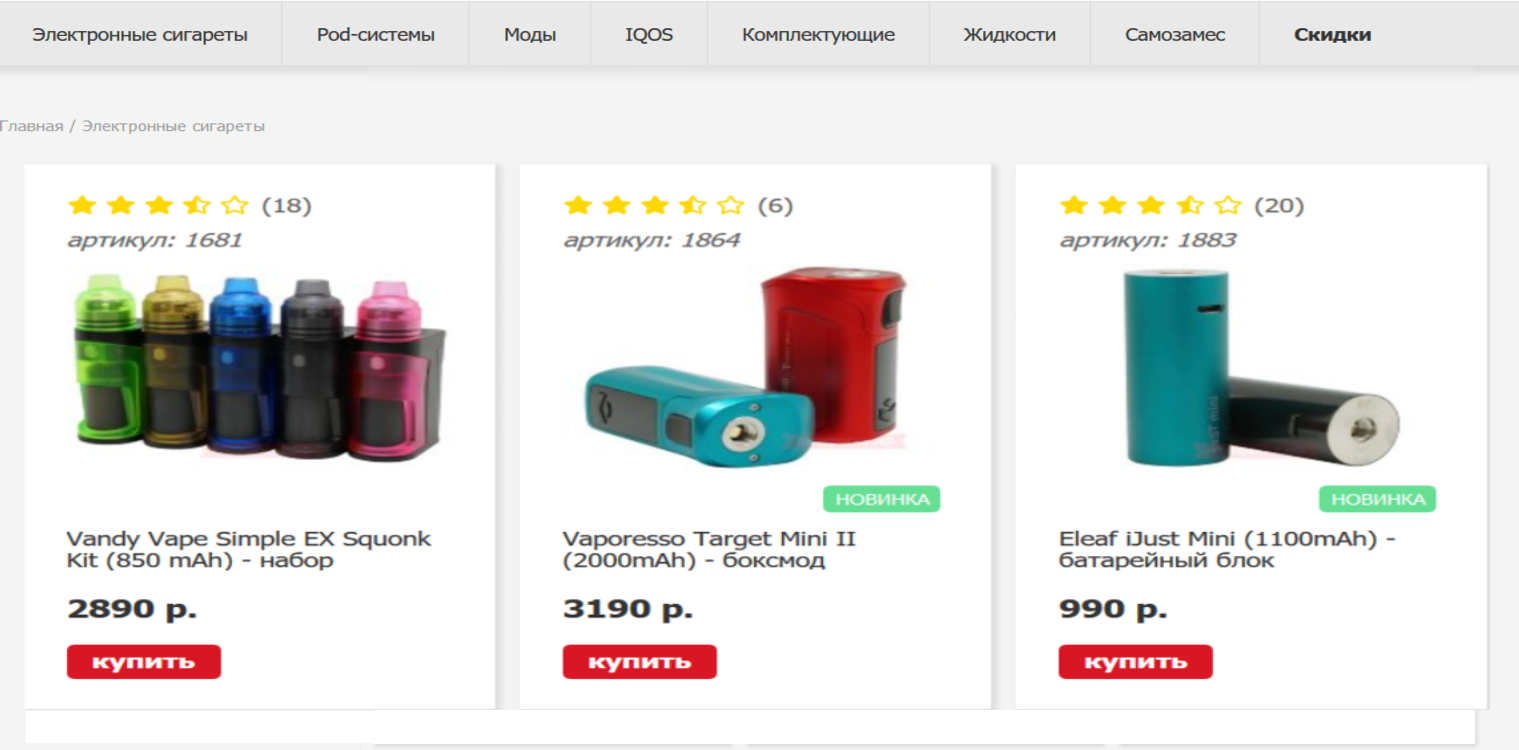 Электронные сигареты Pod-системы Моды IQOS Комплектующие Жидкости Самозамес Скидки
Главная / Электронные сигареты
(18)
артикул: 1681
Vandy Vape Simple EX Squonk
Kit (850 mAh) - набор
2890 р.
купить
(6)
артикул: 1864
НОВИНКА
Vaporesso Target Mini II
(2000mAh) - боксмод
3190 р.
купить
(20)
артикул: 1883
НОВИНКА
Eleaf iJust Mini (1100mAh) -
батарейный блок
990 р.
купить